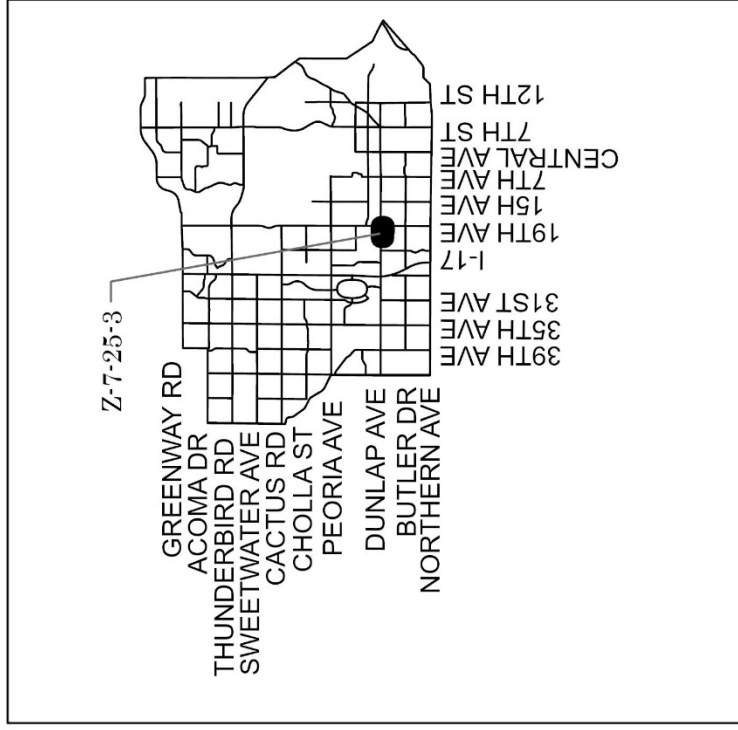 Z-7-25-3
GREENWAY RD
ACOMA DR
THUNDERBIRD RD
SWEETWATER AVE
CACTUS RD
CHOLLA ST
PEORIA AVE
DUNLAP AVE
BUTLER DR
NORTHERN AVE
39TH AVE
35TH AVE
31ST AVE
I-17
19TH AVE
15H AVE
7TH AVE
CENTRAL AVE
7TH ST
12TH ST